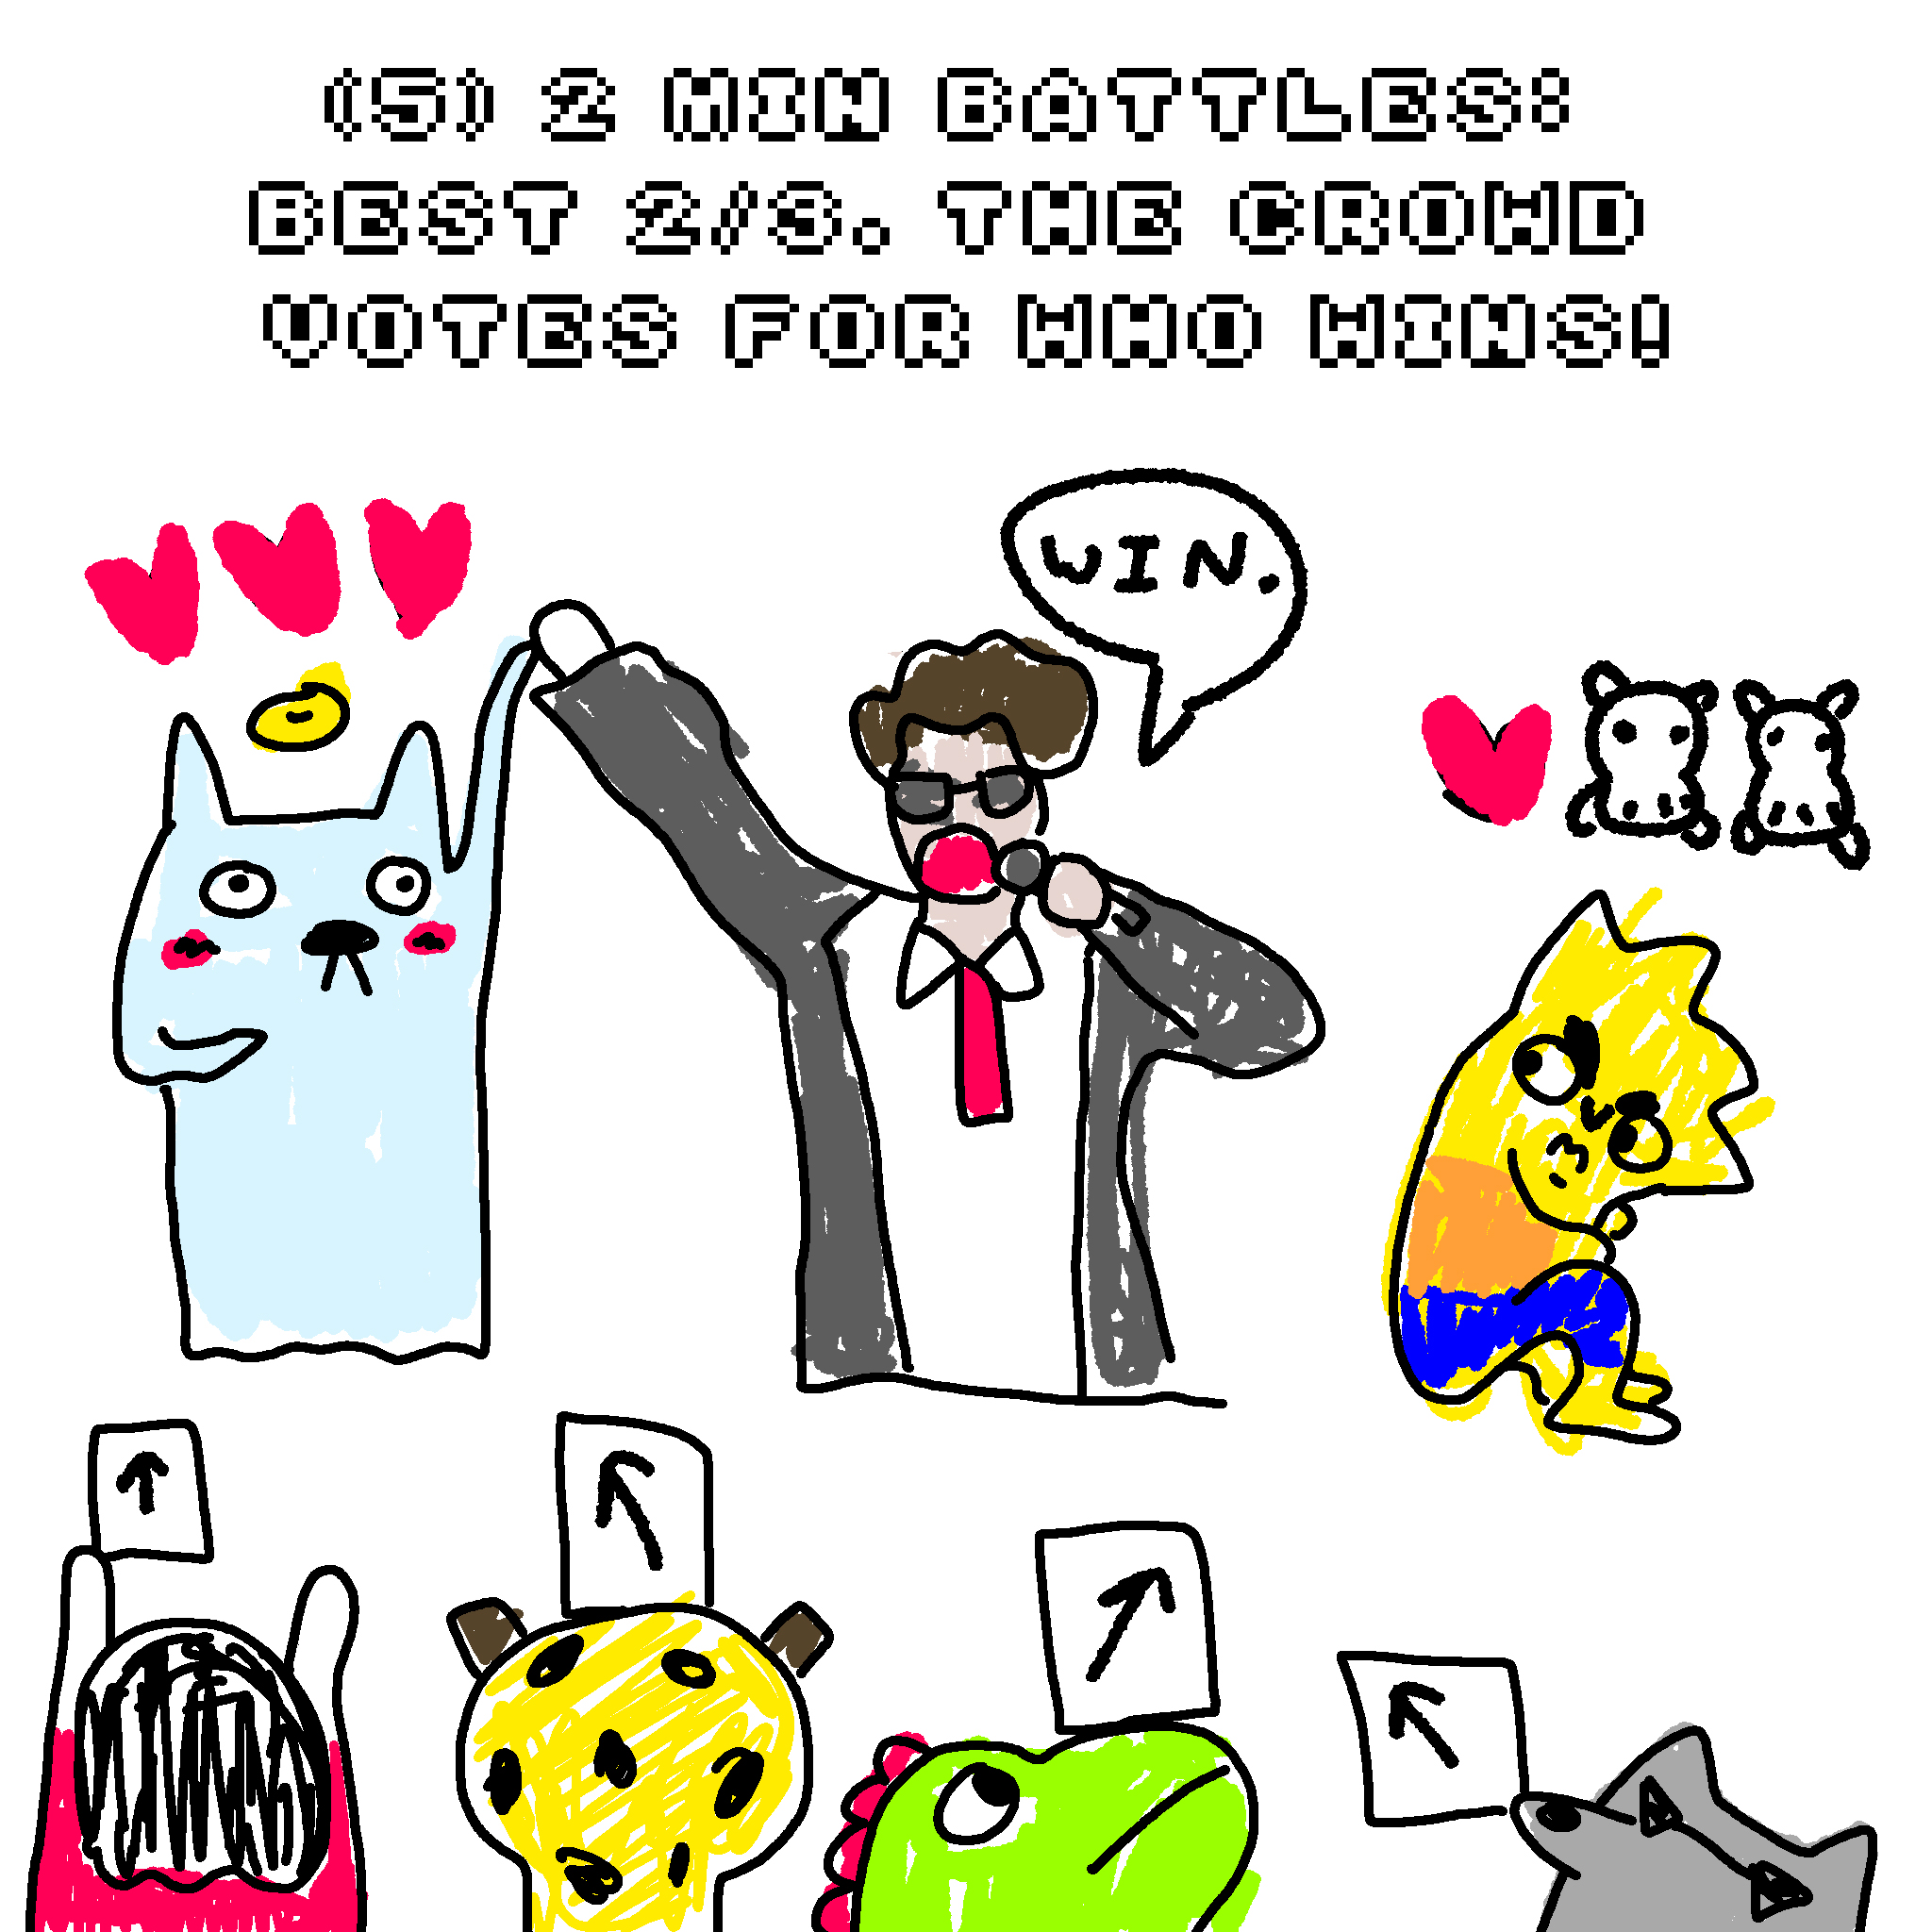 (5) 2 MIN BATTLES:
BEST 2/3. THE CROWD
VOTES FOR WHO WINS!
WIN.